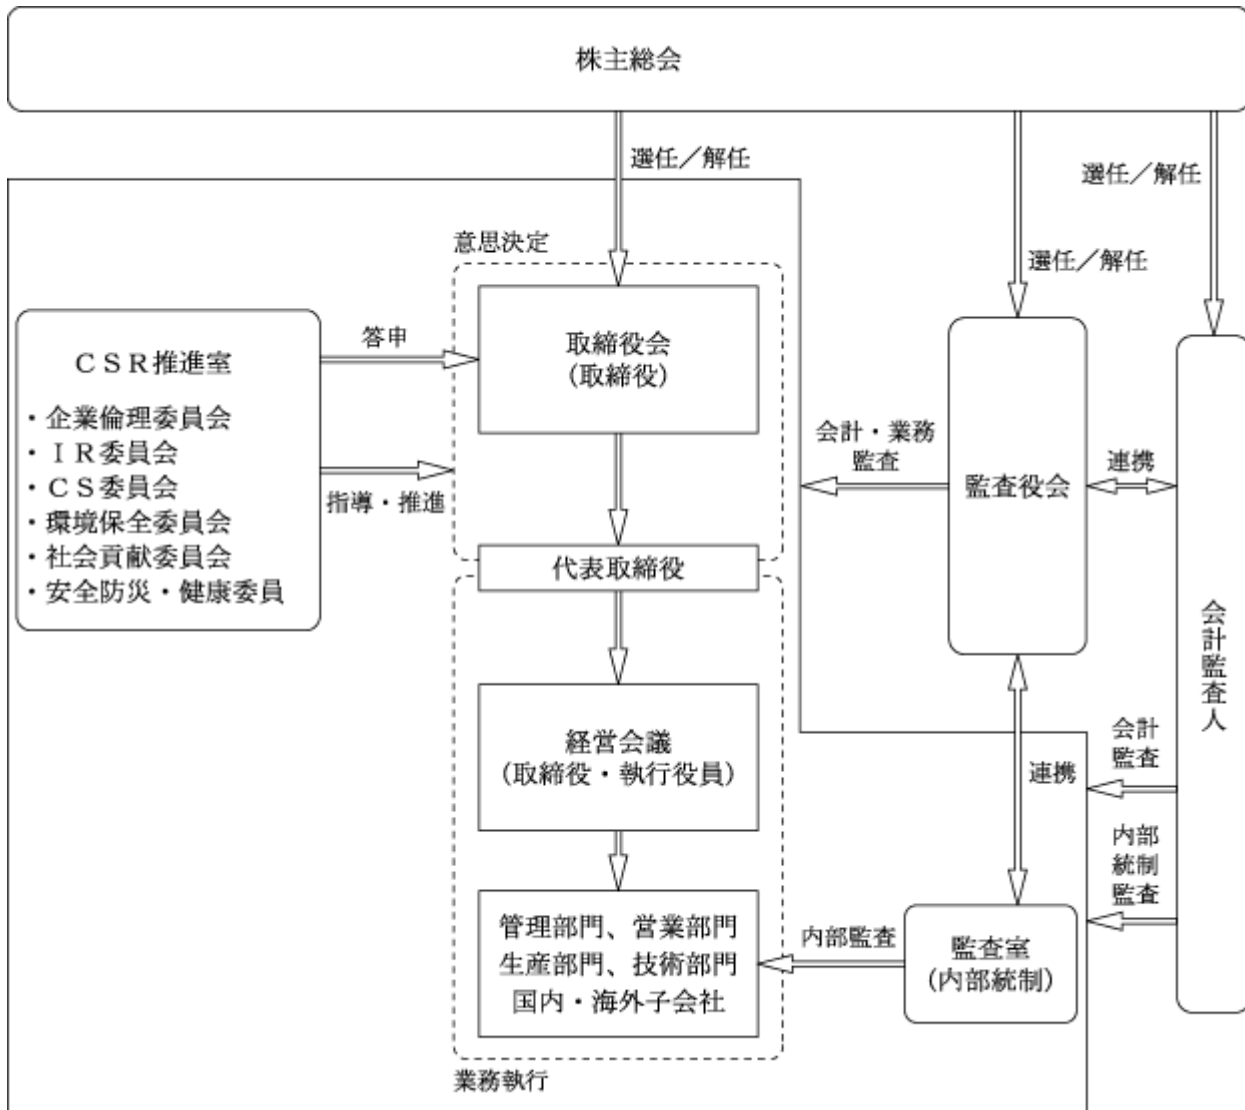 株主総会
選任／解任
選任／解任
選任／解任
意思決定
取締役会
（取締役）
答申
ＣＳＲ推進室
・企業倫理委員会
・ＩＲ委員会
・ＣＳ委員会
・環境保全委員会
・社会貢献委員会
・安全防災・健康委員
指導・推進
会計・業務
監査
監査役会
連携
代表取締役
会計監査人
経営会議
（取締役・執行役員）
連携
会計
監査
内部
統制
監査
管理部門、営業部門
生産部門、技術部門
国内・海外子会社
内部監査
監査室
（内部統制）
業務執行